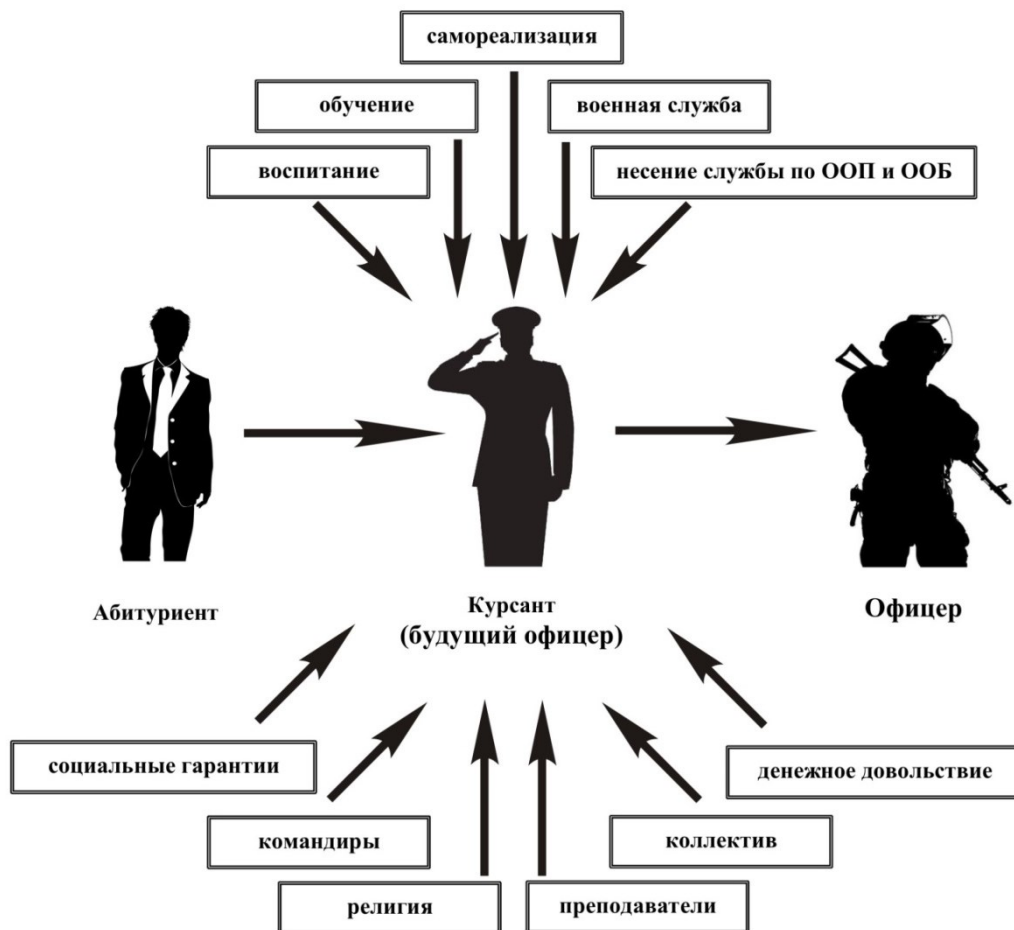 самореализация
обучение
военная служба
воспитание
несение службы по ООП и ООБ
Абитуриент
Курсант
(будущий офицер)
Офицер
социальные гарантии
денежное довольствие
командиры
коллектив
религия
преподаватели